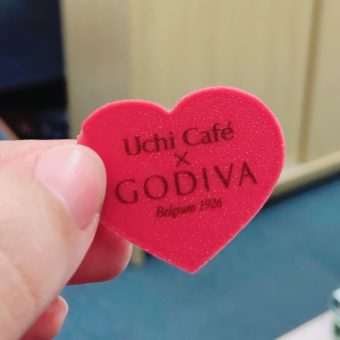 Uchi Café
×
GODIVA
Belgium 1926